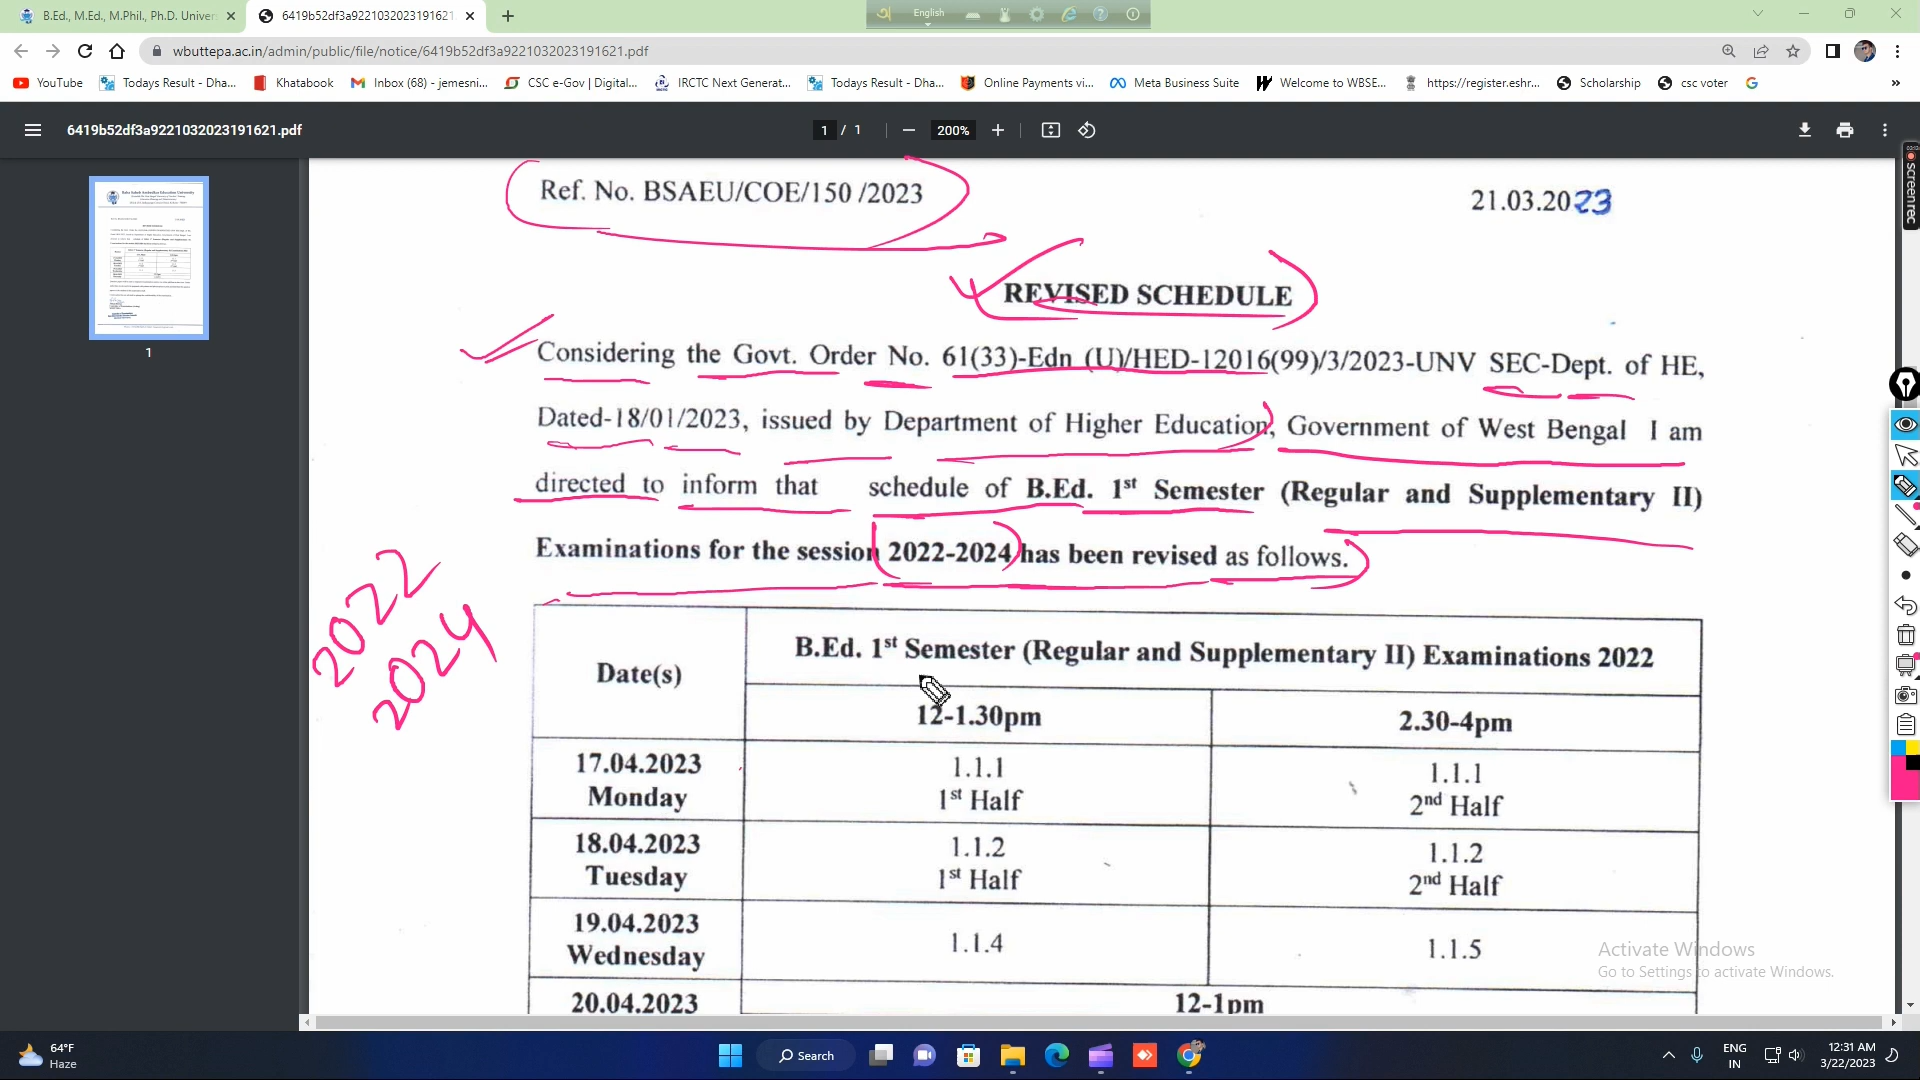 B.Ed., M.Ed., M.Phil., Ph.D. Univer
6419b52df3a9221032023191621
English
wbuttepa.ac.in/admin/public/file/notice/6419b52df3a9221032023191621.pdf
YouTube
Todays Result - Dha...
Khatabook
Inbox (68) - jemesni...
CSC e-Gov | Digital...
IRCTC Next Generat...
Todays Result - Dha...
Online Payments vi...
Meta Business Suite
Welcome to WBSE...
https://register.eshr...
Scholarship
csc voter
6419b52df3a9221032023191621.pdf
1 / 1
200%
screenrec
1
Ref. No. BSAEU/COE/150 /2023
21.03.2023
REVISED SCHEDULE
Considering the Govt. Order No. 61(33)-Edn (U)/HED-12016(99)/3/2023-UNV SEC-Dept. of HE,
Dated-18/01/2023, issued by Department of Higher Education, Government of West Bengal I am
directed to inform that schedule of B.Ed. 1st Semester (Regular and Supplementary II)
Examinations for the session 2022-2024 has been revised as follows.
2022
2024
Date(s)
B.Ed. 1st Semester (Regular and Supplementary II) Examinations 2022
12-1.30pm
2.30-4pm
17.04.2023
Monday
1.1.1
1st Half
1.1.1
2nd Half
18.04.2023
Tuesday
1.1.2
1st Half
1.1.2
2nd Half
19.04.2023
Wednesday
1.1.4
1.1.5
20.04.2023
12-1pm
Activate Windows
Go to Settings to activate Windows.
64°F
Haze
Search
ENG
IN
12:31 AM
3/22/2023